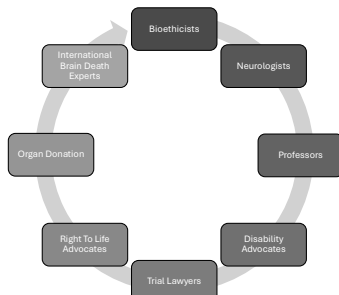 Bioethicists
Neurologists
Professors
Disability
Advocates
Trial Lawyers
Right To Life
Advocates
Organ Donation
International
Brain Death
Experts